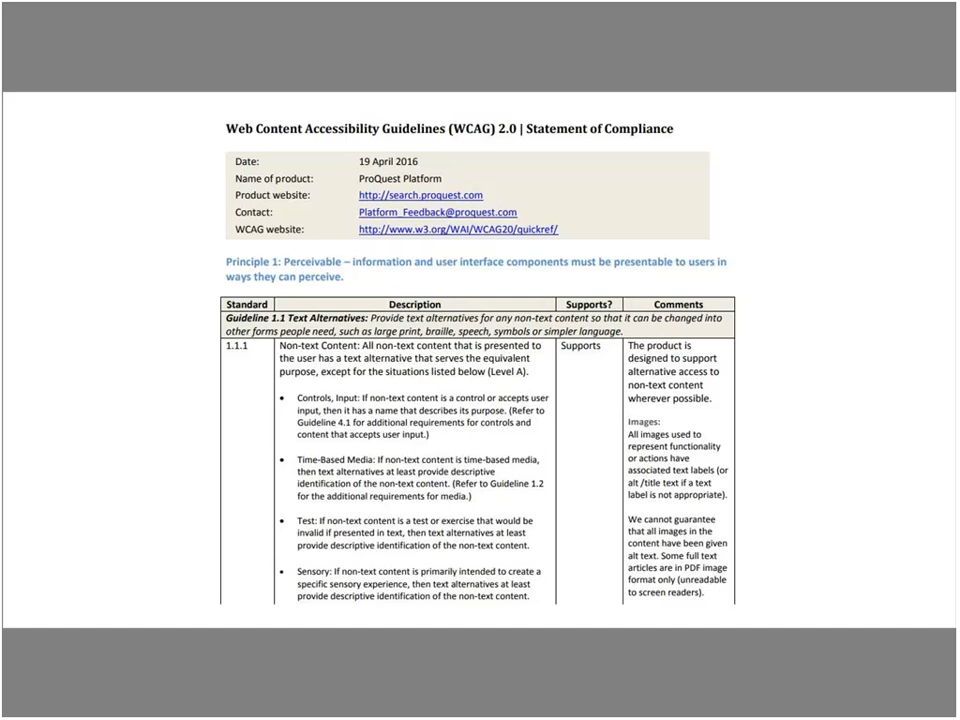 Web Content Accessibility Guidelines (WCAG) 2.0 | Statement of Compliance
Date: 19 April 2016
Name of product: ProQuest Platform
Product website: http://search.proquest.com
Contact: Platform_Feedback@proquest.com
WCAG website: http://www.w3.org/WAI/WCAG20/quickref/
Principle 1: Perceivable – information and user interface components must be presentable to users in
ways they can perceive.
Standard Description Supports? Comments
Guideline 1.1 Text Alternatives: Provide text alternatives for any non-text content so that it can be changed into
other forms people need, such as large print, braille, speech, symbols or simpler language.
1.1.1
Non-text Content: All non-text content that is presented to
the user has a text alternative that serves the equivalent
purpose, except for the situations listed below (Level A).
• Controls, Input: If non-text content is a control or accepts user
input, then it has a name that describes its purpose. (Refer to
Guideline 4.1 for additional requirements for controls and
content that accepts user input.)
• Time-Based Media: If non-text content is time-based media,
then text alternatives at least provide descriptive
identification of the non-text content. (Refer to Guideline 1.2
for the additional requirements for media.)
• Test: If non-text content is a test or exercise that would be
invalid if presented in text, then text alternatives at least
provide descriptive identification of the non-text content.
• Sensory: If non-text content is primarily intended to create a
specific sensory experience, then text alternatives at least
provide descriptive identification of the non-text content.
Supports
The product is
designed to support
alternative access to
non-text content
wherever possible.
Images:
All images used to
represent functionality
or actions have
associated text labels (or
alt /title text if a text
label is not appropriate).
We cannot guarantee
that all images in the
content have been given
alt text. Some full text
articles are in PDF image
format only (unreadable
to screen readers).